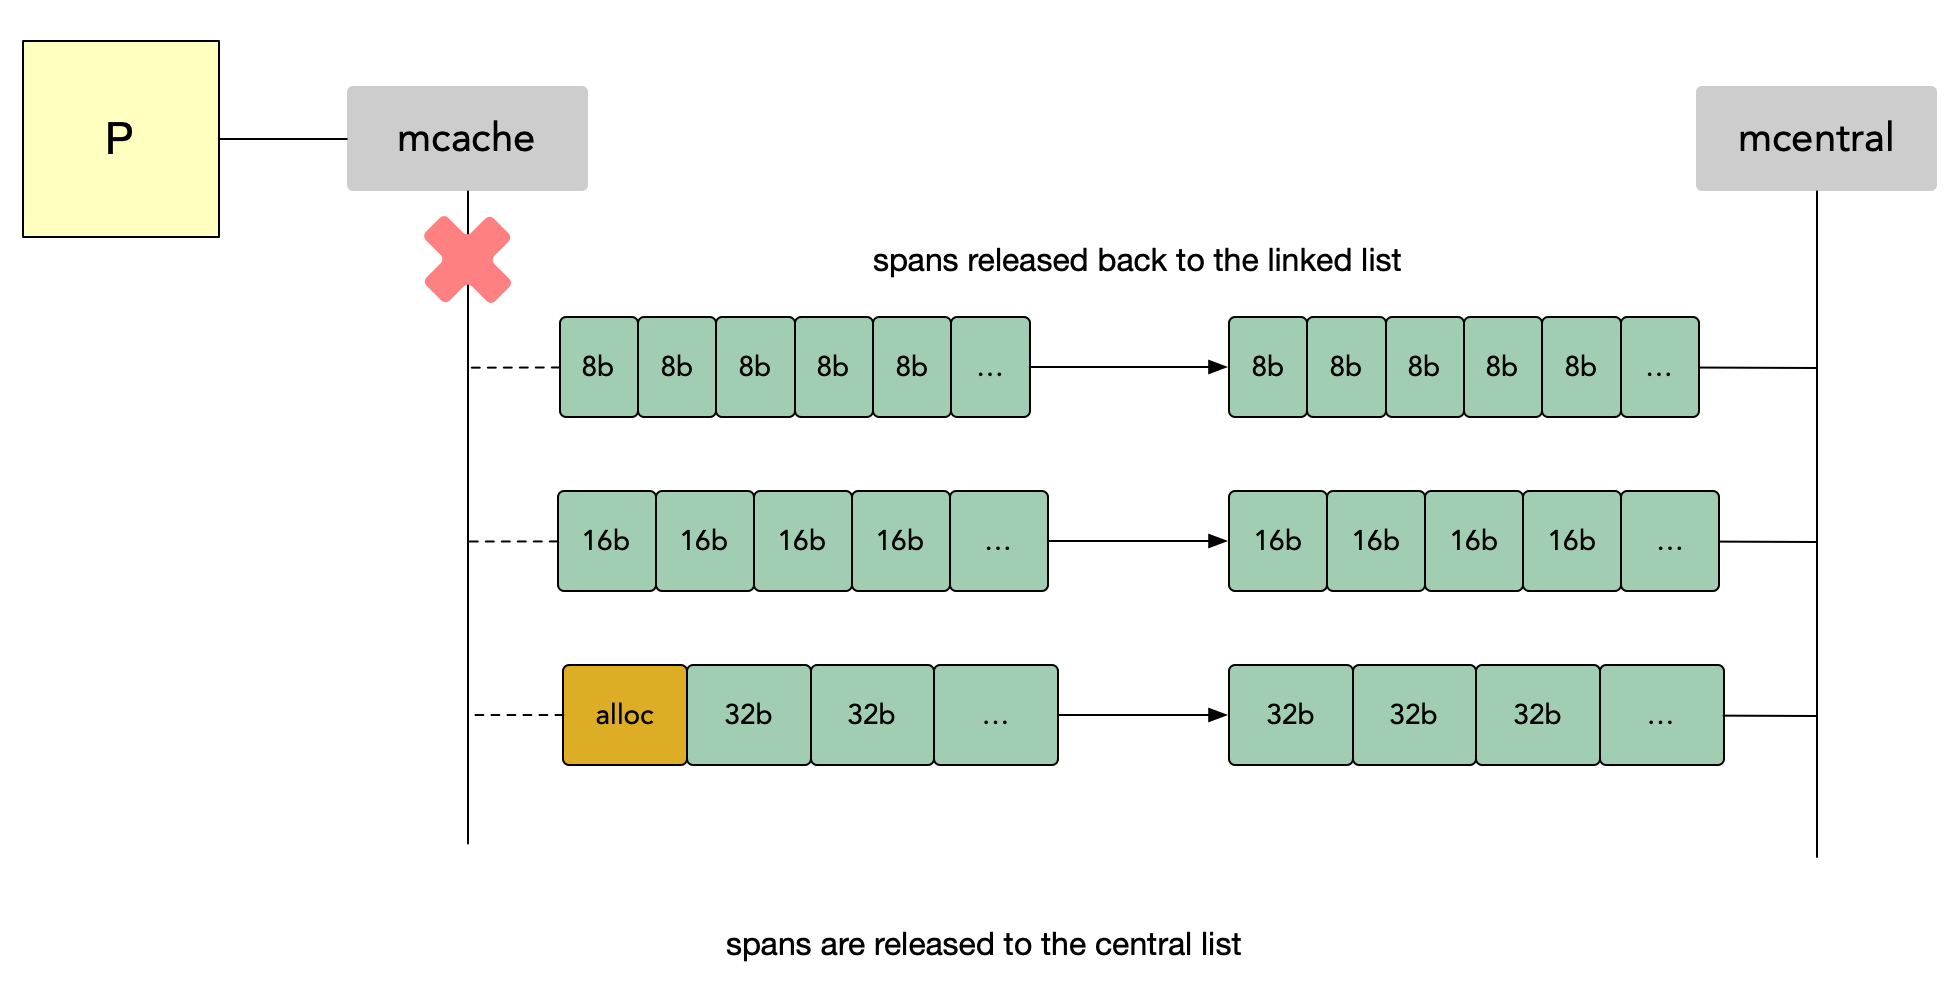 P
mcache
mcentral
spans released back to the linked list
8b 8b 8b 8b 8b ...
8b 8b 8b 8b 8b ...
16b 16b 16b 16b ...
16b 16b 16b 16b ...
alloc 32b 32b ...
32b 32b 32b ...
spans are released to the central list